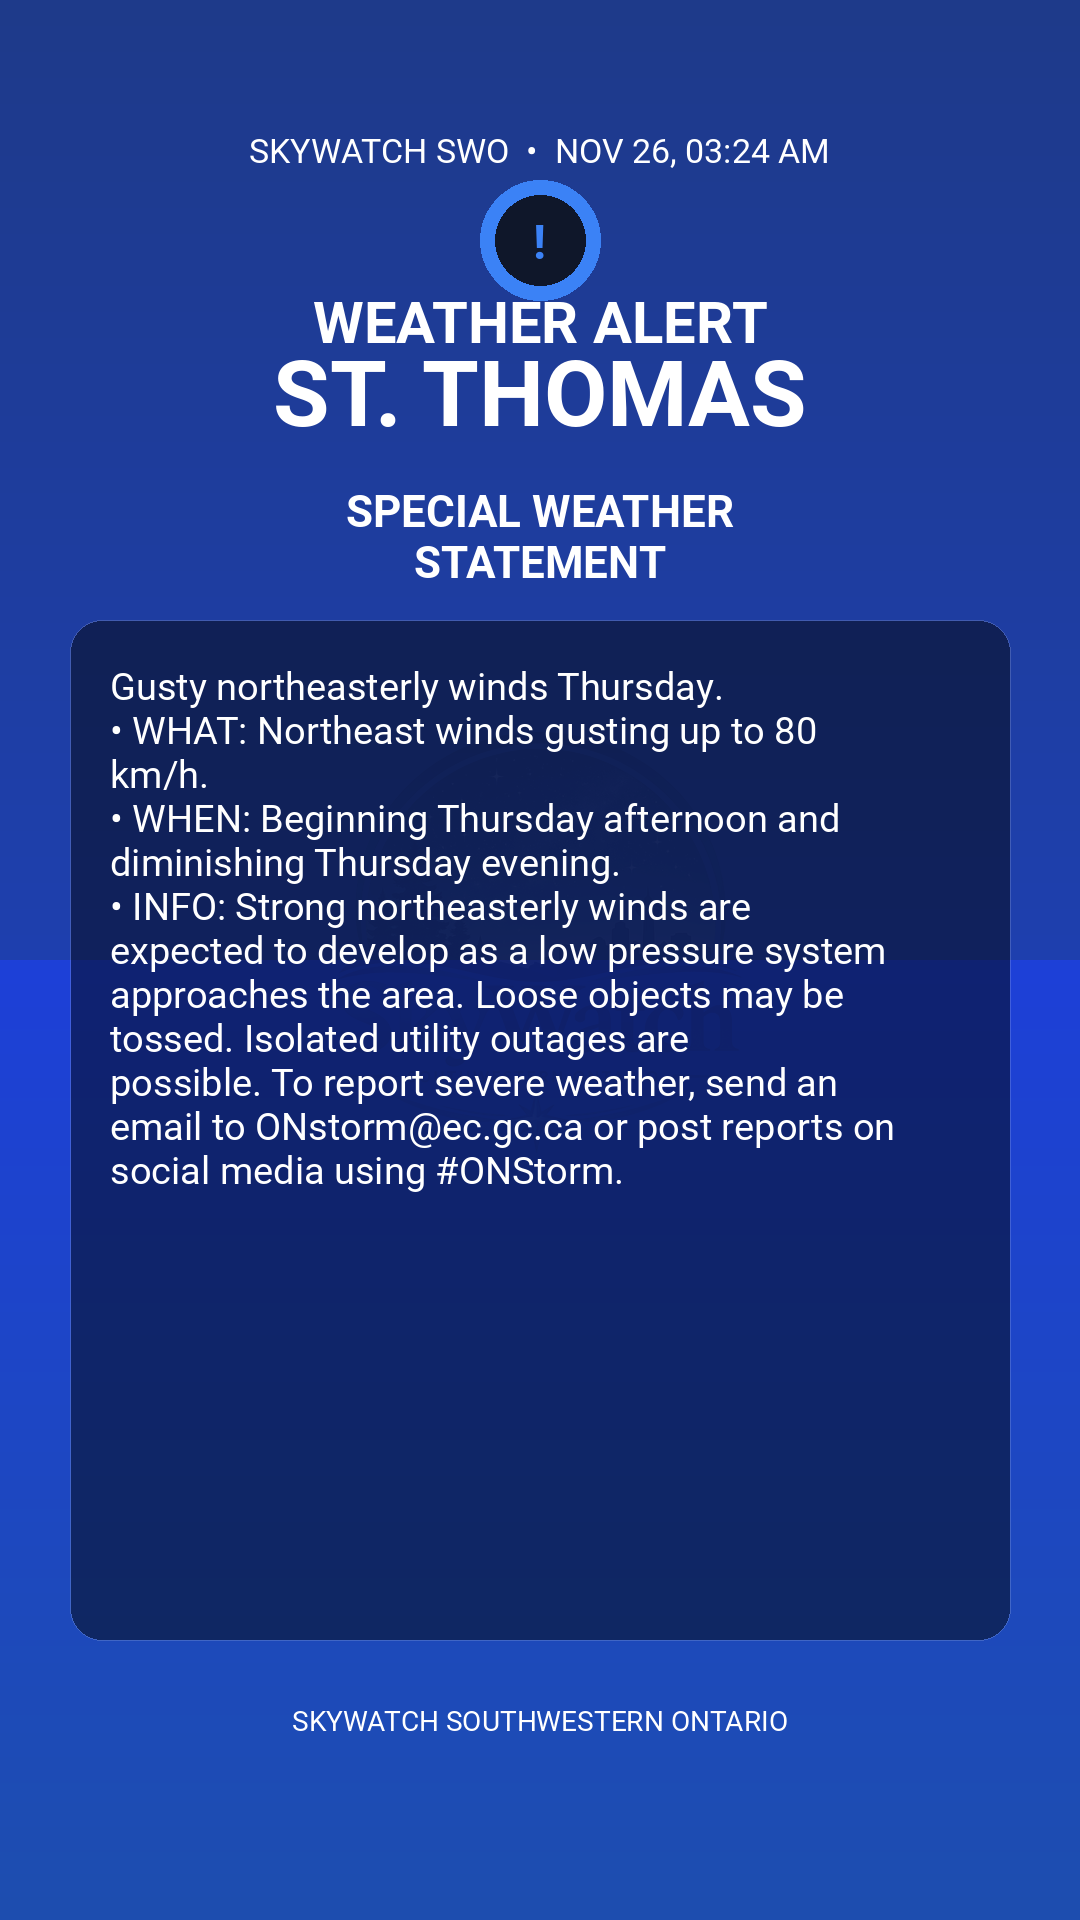 SKYWATCH SWO • NOV 26, 03:24 AM
!
WEATHER ALERT
ST. THOMAS
SPECIAL WEATHER
STATEMENT
Gusty northeasterly winds Thursday.
• WHAT: Northeast winds gusting up to 80
km/h.
• WHEN: Beginning Thursday afternoon and
diminishing Thursday evening.
• INFO: Strong northeasterly winds are
expected to develop as a low pressure system
approaches the area. Loose objects may be
tossed. Isolated utility outages are
possible. To report severe weather, send an
email to ONstorm@ec.gc.ca or post reports on
social media using #ONStorm.
SKYWATCH SOUTHWESTERN ONTARIO